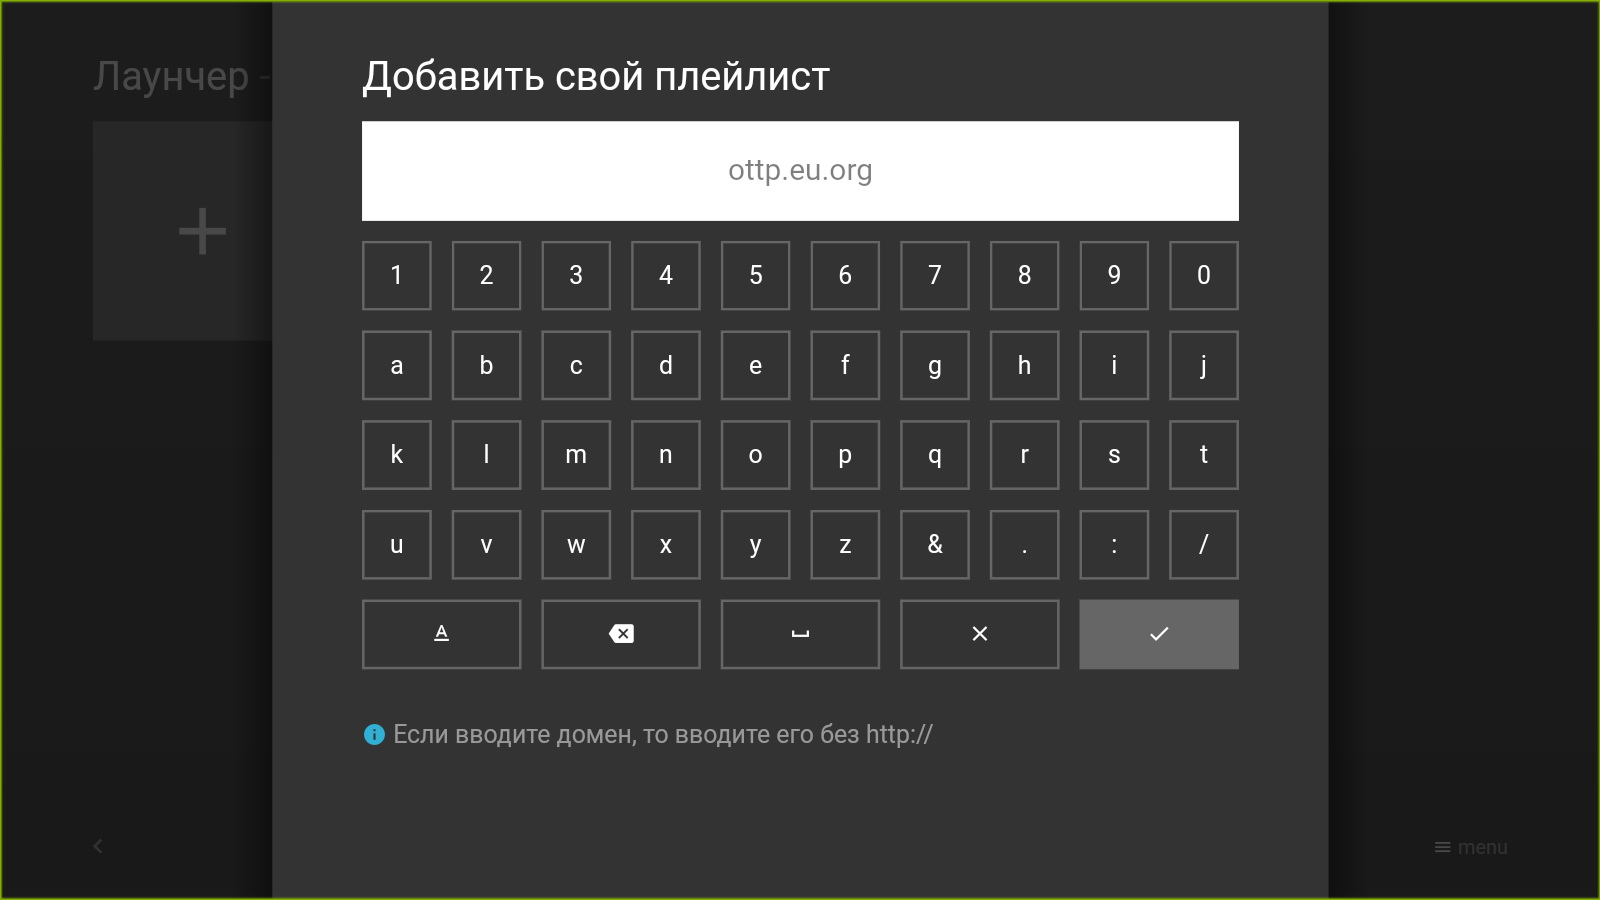 Лаунчер -
Добавить свой плейлист
ottp.eu.org
1 2 3 4 5 6 7 8 9 0
a b c d e f g h i j
k l m n o p q r s t
u v w x y z & . : /
A
Если вводите домен, то вводите его без http://
menu